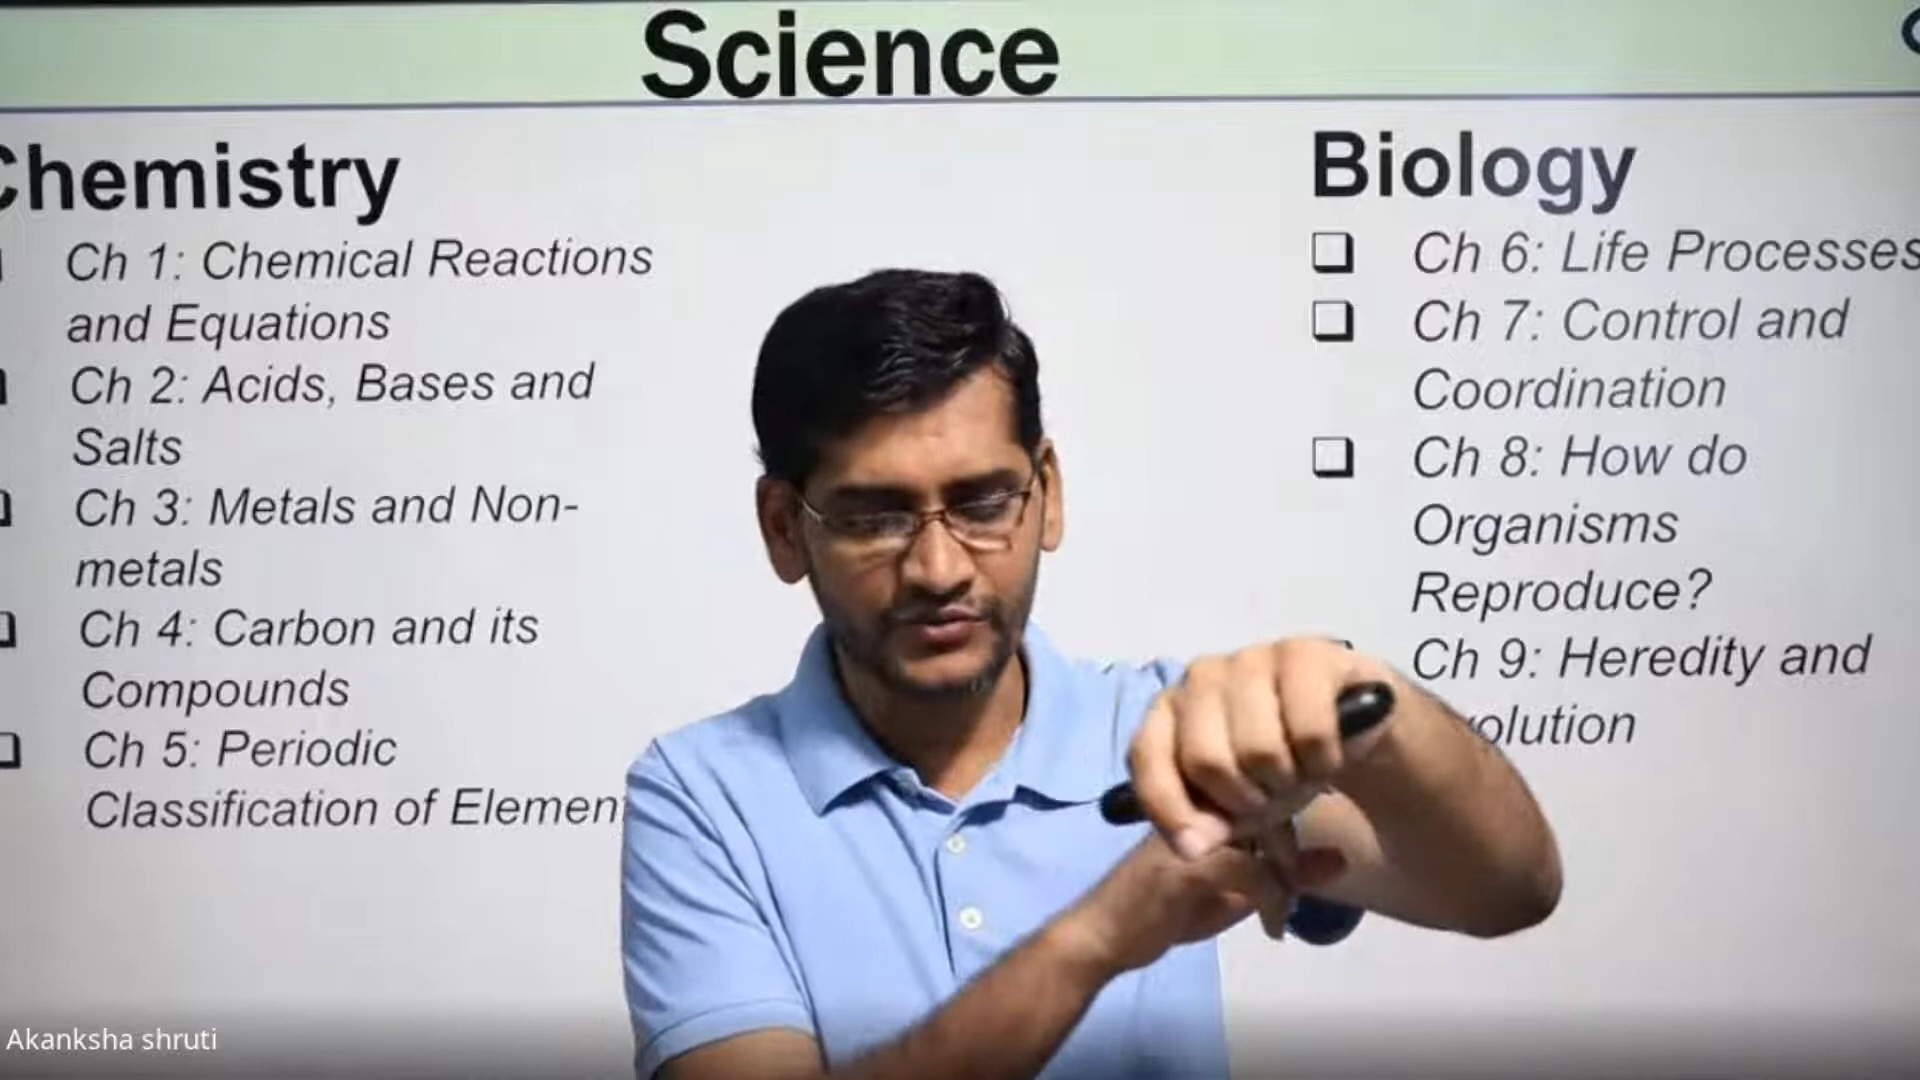 Science
Chemistry
Ch 1: Chemical Reactions
and Equations
Ch 2: Acids, Bases and
Salts
Ch 3: Metals and Non-
metals
Ch 4: Carbon and its
Compounds
Ch 5: Periodic
Classification of Elemen
Biology
Ch 6: Life Processes
Ch 7: Control and
Coordination
Ch 8: How do
Organisms
Reproduce?
Ch 9: Heredity and
volution
Akanksha shruti